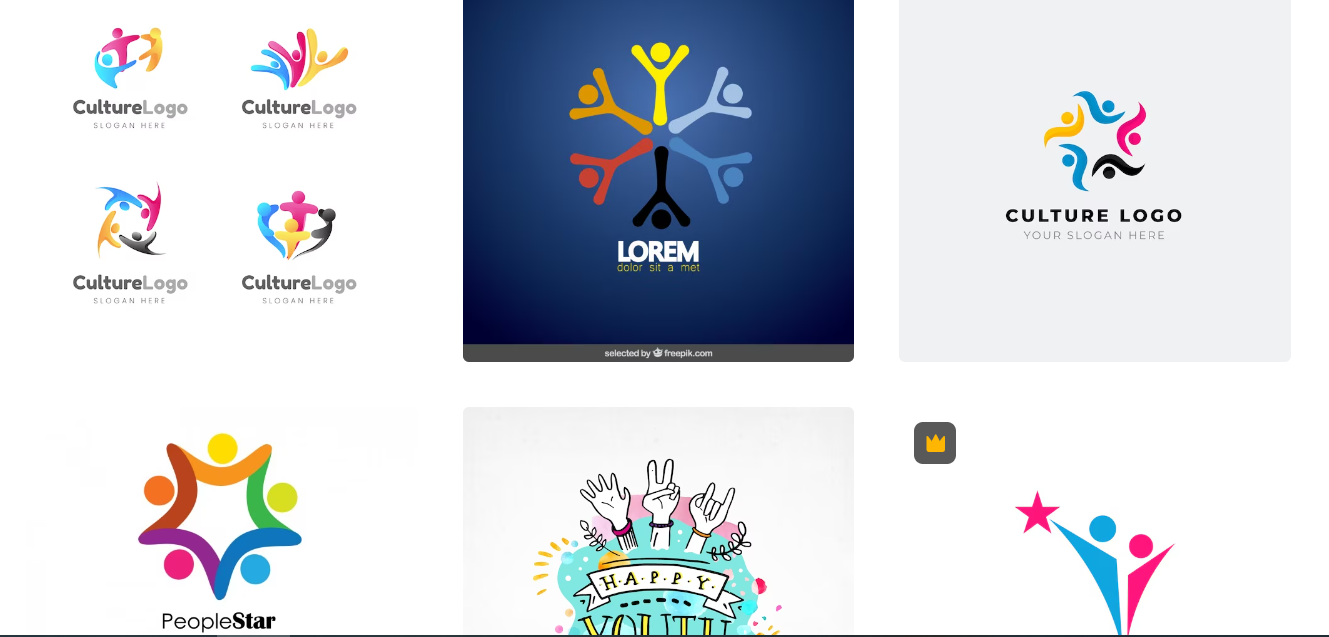 CultureLogo
SLOGAN HERE
CultureLogo
SLOGAN HERE
CultureLogo
SLOGAN HERE
CultureLogo
SLOGAN HERE
LOREM
dolor sit a met
selected by freepik.com
CULTURE LOGO
YOUR SLOGAN HERE
PeopleStar
H·A·P·P·Y·
YOUTH